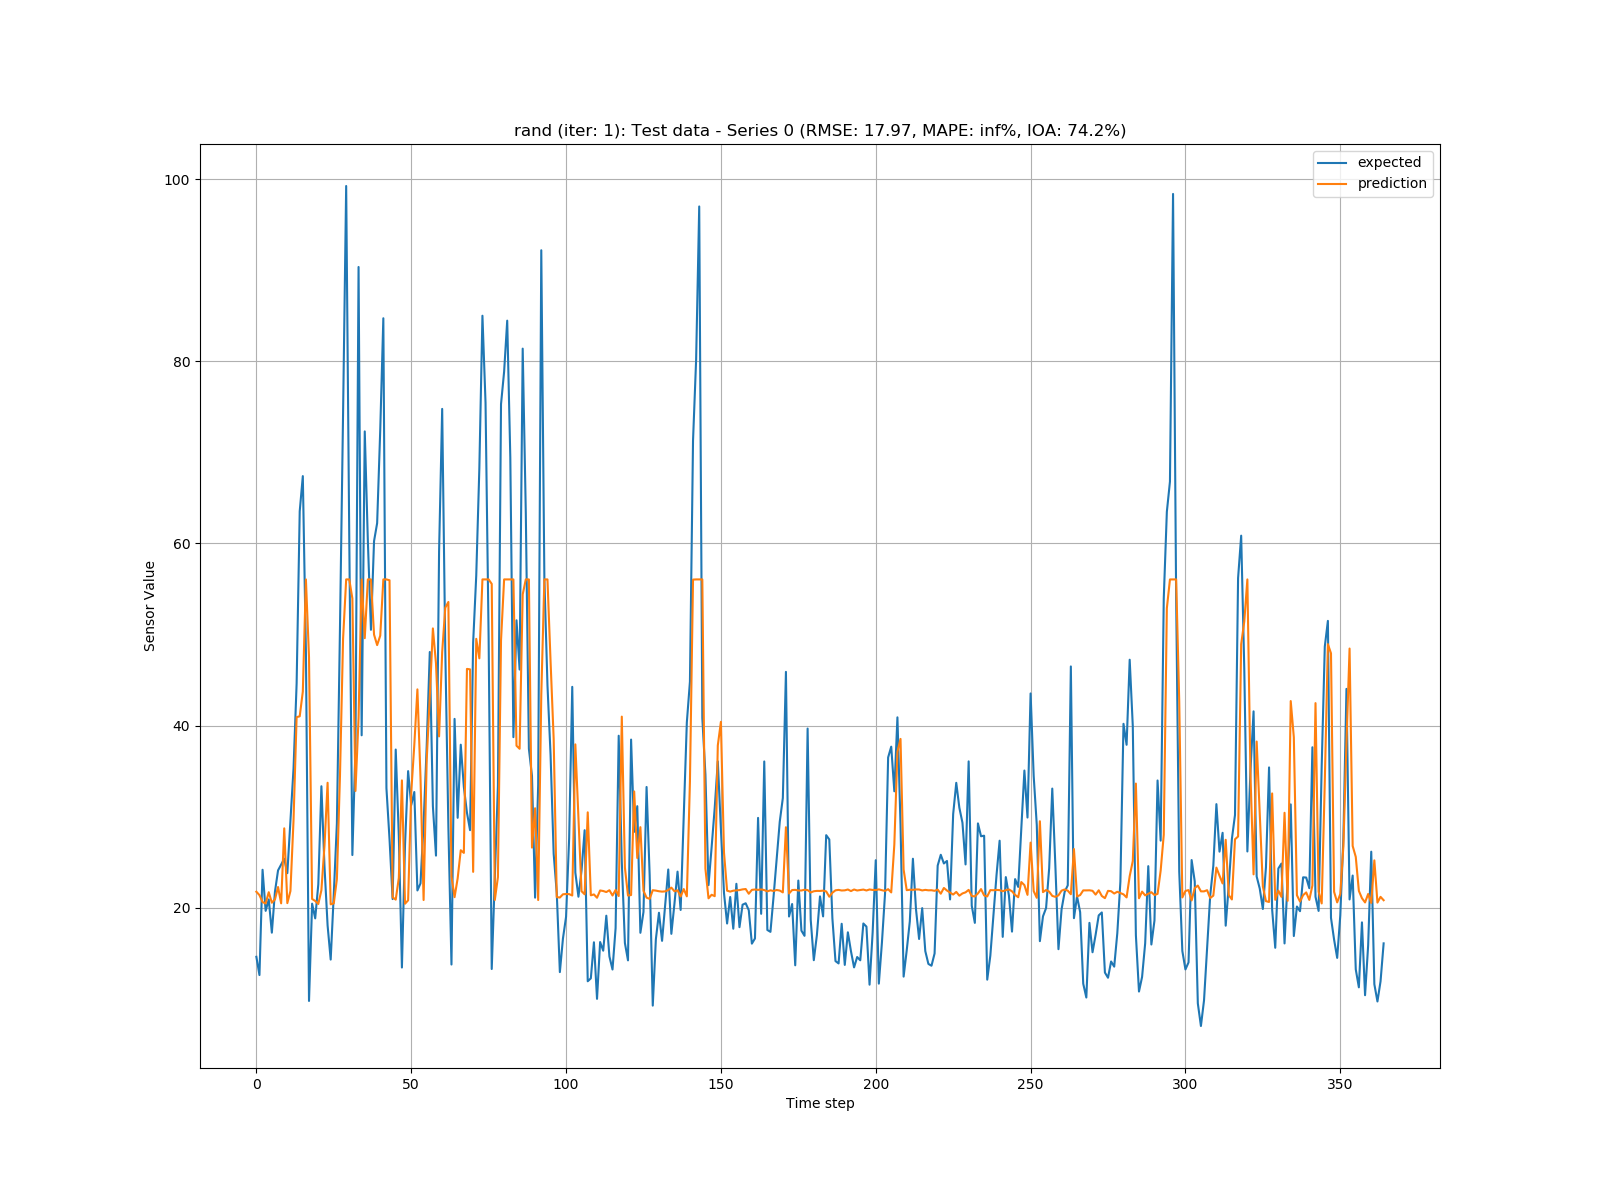 rand (iter: 1): Test data - Series 0 (RMSE: 17.97, MAPE: inf%, IOA: 74.2%)
expected
prediction
100
80
60
40
20
Sensor Value
0 50 100 150 200 250 300 350
Time step